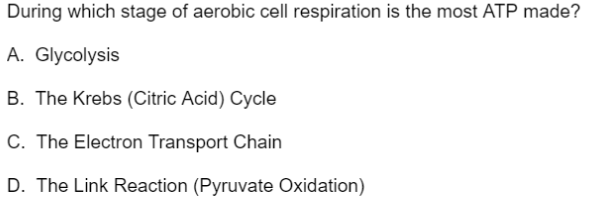 During which stage of aerobic cell respiration is the most ATP made?
A. Glycolysis
B. The Krebs (Citric Acid) Cycle
C. The Electron Transport Chain
D. The Link Reaction (Pyruvate Oxidation)